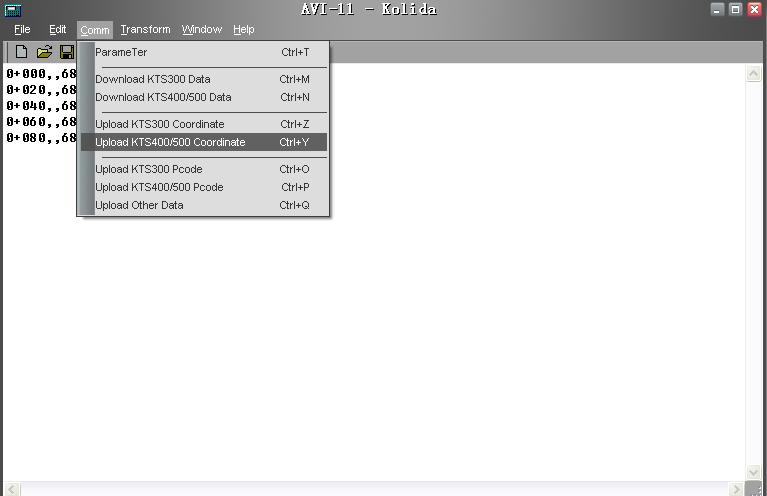 AVI-11 - Kolida
File Edit Comm Transform Window Help
ParameTer Ctrl+T
Download KTS300 Data Ctrl+M
Download KTS400/500 Data Ctrl+N
Upload KTS300 Coordinate Ctrl+Z
Upload KTS400/500 Coordinate Ctrl+Y
Upload KTS300 Pcode Ctrl+O
Upload KTS400/500 Pcode Ctrl+P
Upload Other Data Ctrl+Q
0+000,,68
0+020,,68
0+040,,68
0+060,,68
0+080,,68